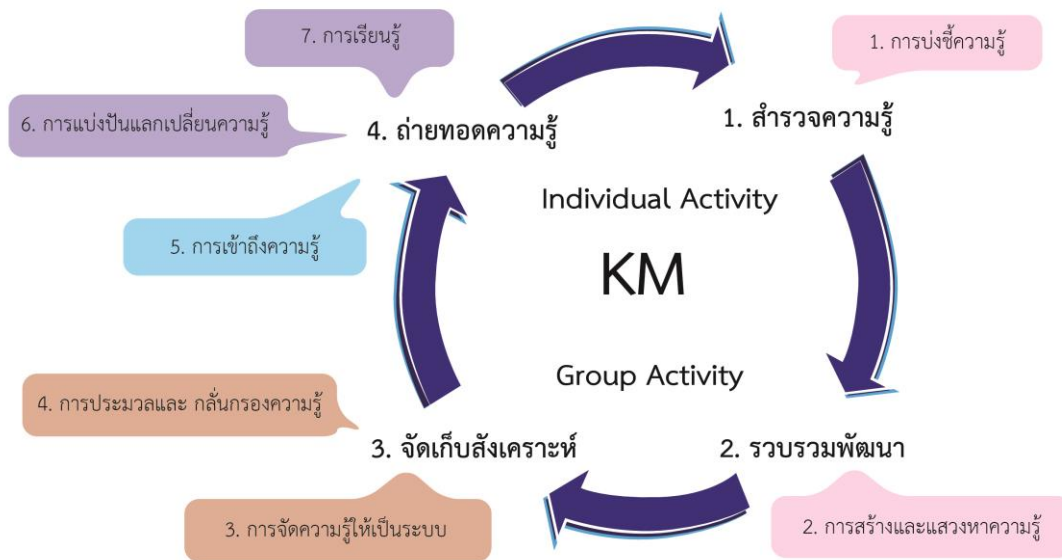 7. การเรียนรู้
1. การบ่งชี้ความรู้
6. การแบ่งปันแลกเปลี่ยนความรู้
4. ถ่ายทอดความรู้
1. สำรวจความรู้
Individual Activity
5. การเข้าถึงความรู้
KM
Group Activity
4. การประมวลและ กลั่นกรองความรู้
3. จัดเก็บสังเคราะห์
2. รวบรวมพัฒนา
3. การจัดความรู้ให้เป็นระบบ
2. การสร้างและแสวงหาความรู้